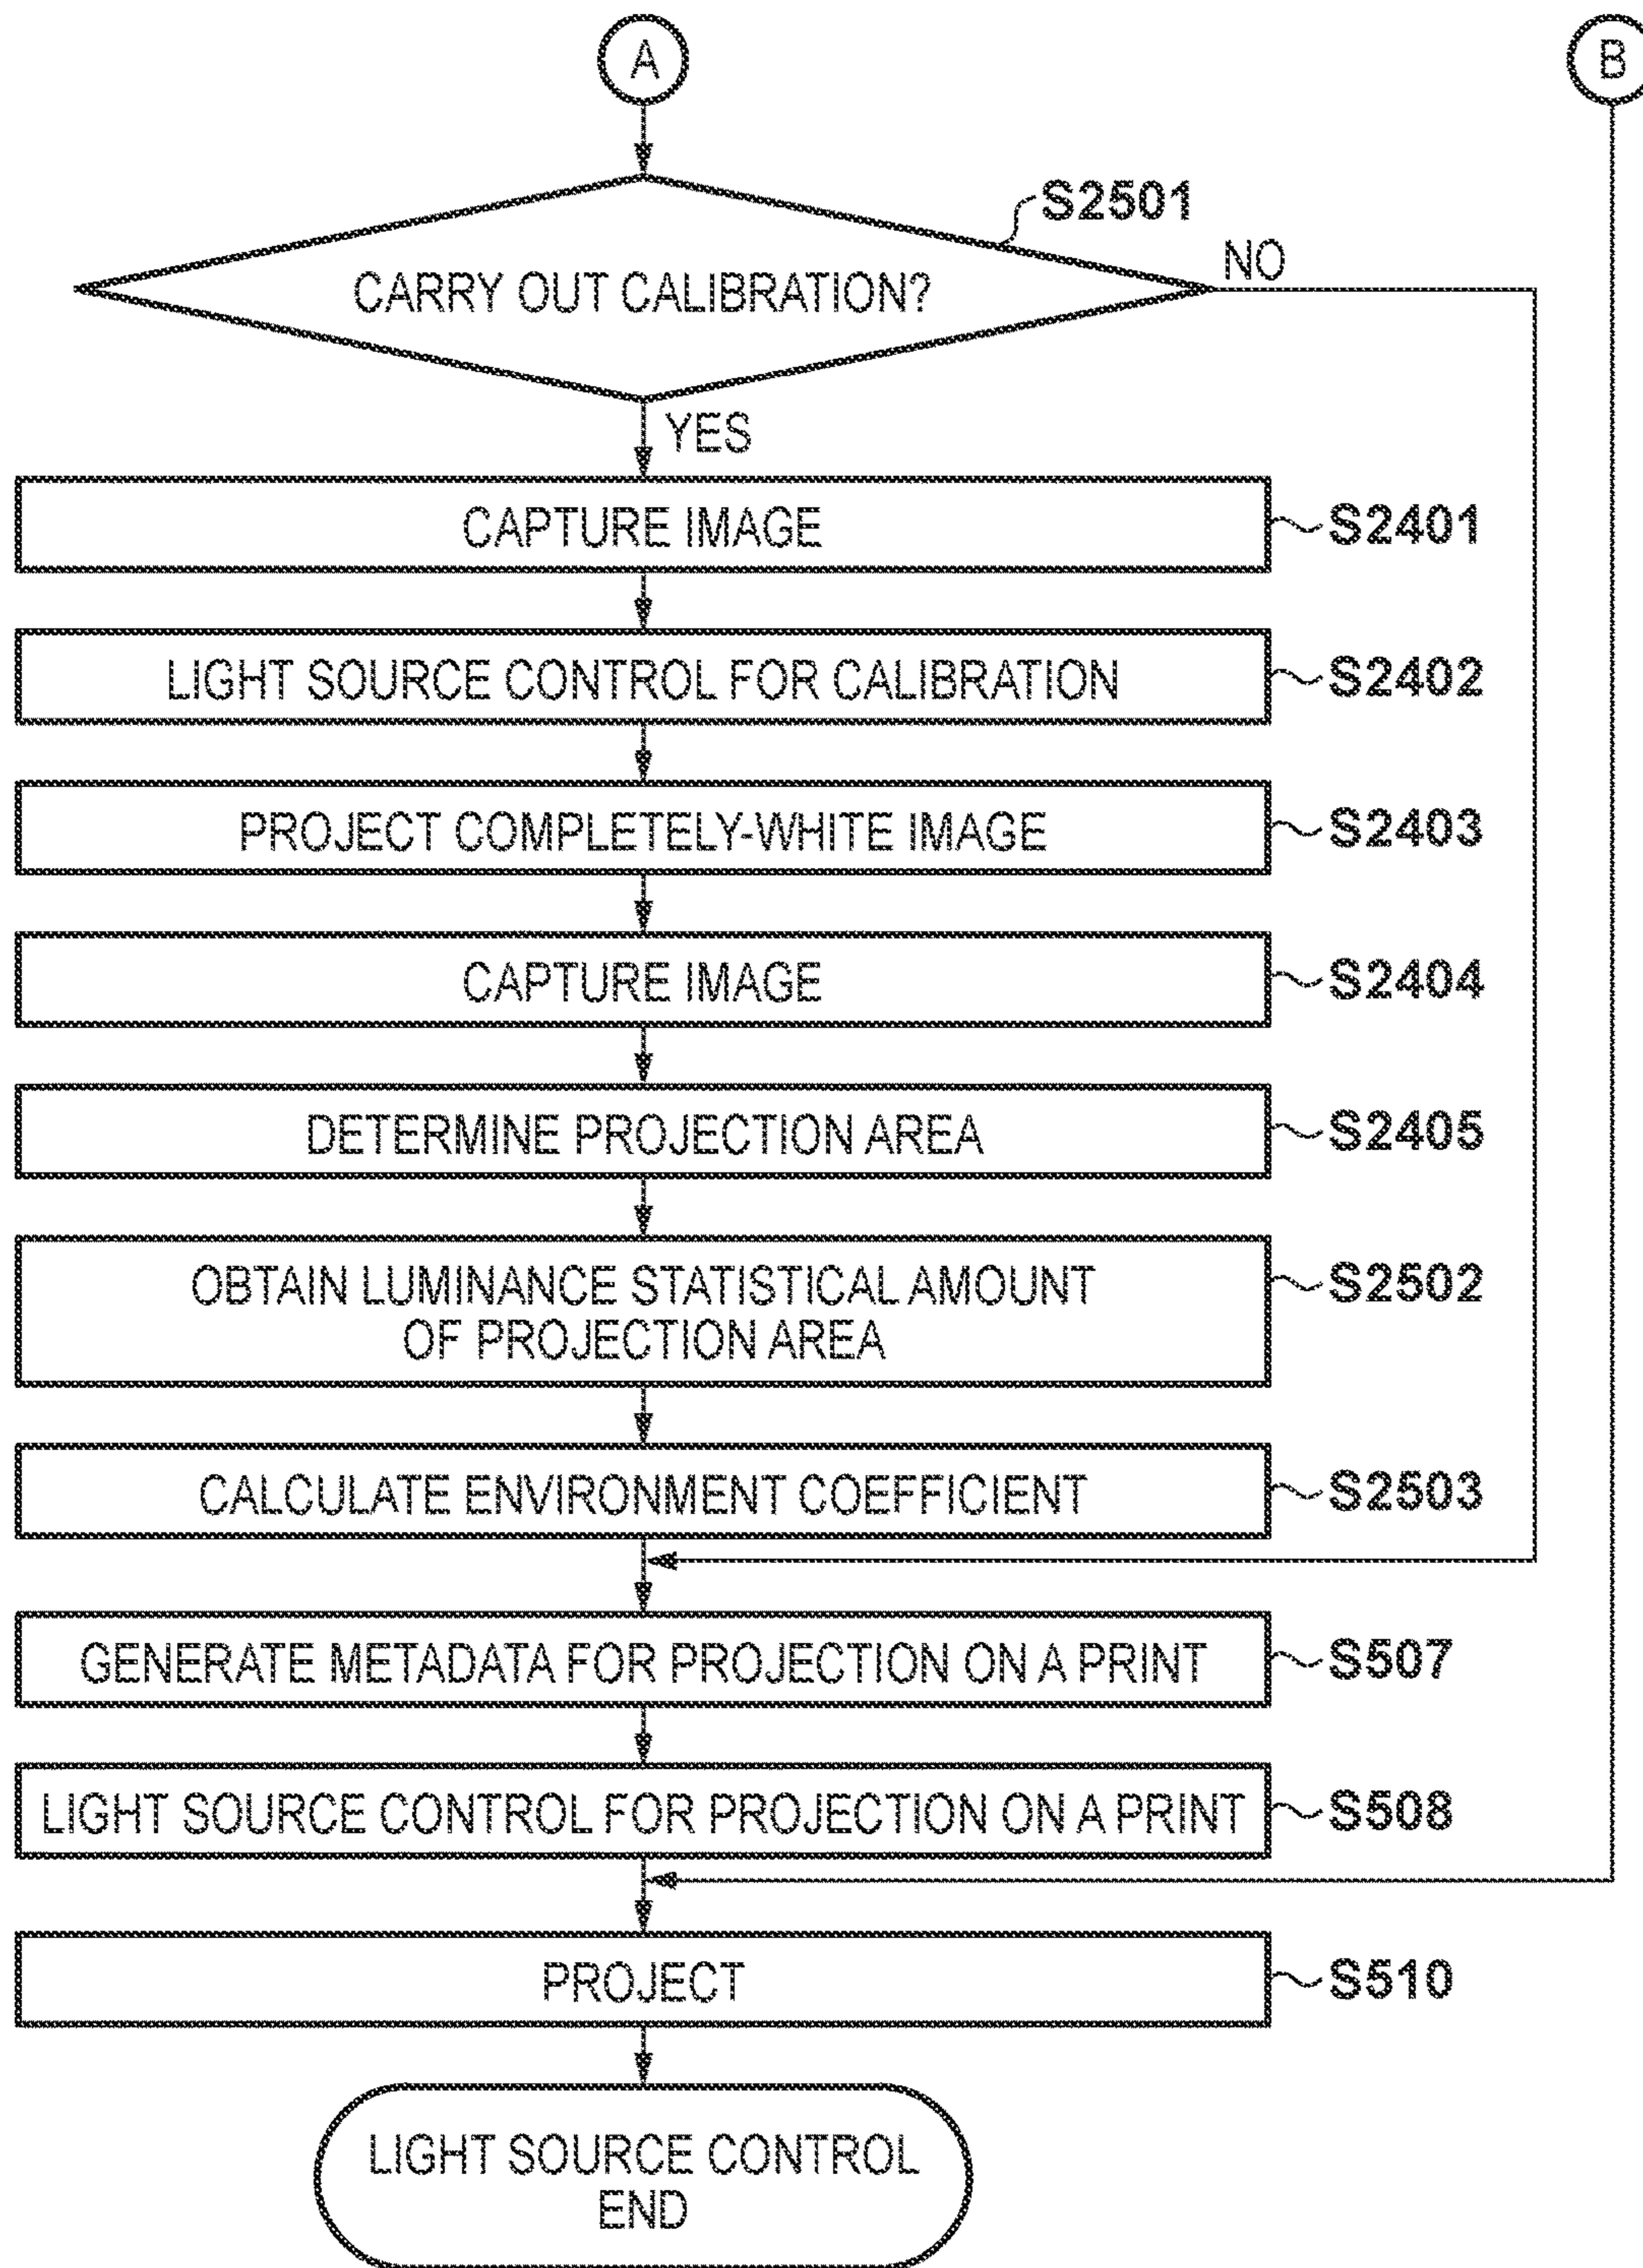 A
B
S2501
CARRY OUT CALIBRATION?
NO
YES
CAPTURE IMAGE
S2401
LIGHT SOURCE CONTROL FOR CALIBRATION
S2402
PROJECT COMPLETELY-WHITE IMAGE
S2403
CAPTURE IMAGE
S2404
DETERMINE PROJECTION AREA
S2405
OBTAIN LUMINANCE STATISTICAL AMOUNT
OF PROJECTION AREA
S2502
CALCULATE ENVIRONMENT COEFFICIENT
S2503
GENERATE METADATA FOR PROJECTION ON A PRINT
S507
LIGHT SOURCE CONTROL FOR PROJECTION ON A PRINT
S508
PROJECT
S510
LIGHT SOURCE CONTROL
END